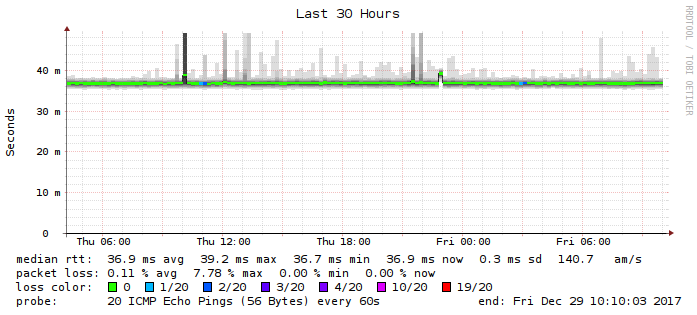 Last 30 Hours
RRDTOOL / TOBI OETIKER
Seconds
40 m
30 m
20 m
10 m
0
Thu 06:00 Thu 12:00 Thu 18:00 Fri 00:00 Fri 06:00
median rtt: 36.9 ms avg 39.2 ms max 36.7 ms min 36.9 ms now 0.3 ms sd 140.7 am/s
packet loss: 0.11 % avg 7.78 % max 0.00 % min 0.00 % now
loss color: 0 1/20 2/20 3/20 4/20 10/20 19/20
probe: 20 ICMP Echo Pings (56 Bytes) every 60s end: Fri Dec 29 10:10:03 2017